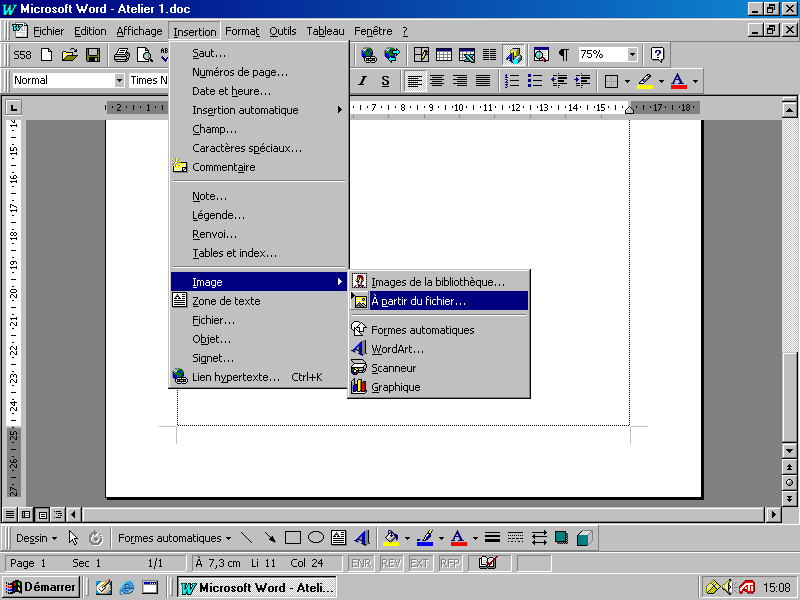 Microsoft Word - Atelier 1.doc
Fichier Edition Affichage Insertion Format Outils Tableau Fenêtre ?
S58 75%
Normal Times N
I S
2 1 7 8 9 10 11 12 13 14 15 17 18
Saut...
Numéros de page...
Date et heure...
Insertion automatique
Champ...
Caractères spéciaux...
Commentaire
Note...
Légende...
Renvoi...
Tables et index...
Image
Zone de texte
Fichier...
Objet...
Signet...
Lien hypertexte... Ctrl+K
Images de la bibliothèque...
À partir du fichier...
Formes automatiques
WordArt...
Scanneur
Graphique
14
15
16
17
18
19
20
21
22
23
24
25
26
27
Dessin Formes automatiques
Page 1 Sec 1 1/1 À 7,3 cm Li 11 Col 24 ENR REV EXT RFP
Démarrer Microsoft Word - Ateli... 15:08